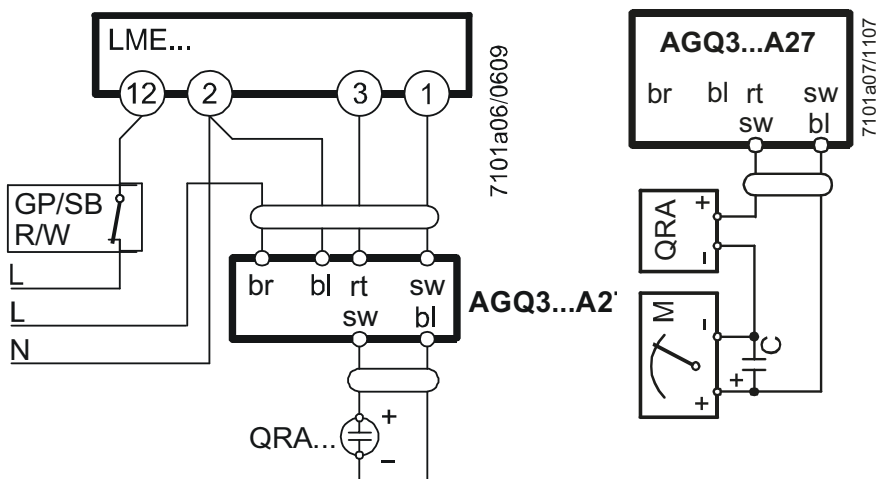 LME...
12 2 3 1
7101a06/0609
GP/SB
R/W
L
L
N
br bl rt sw
sw bl
AGQ3...A2
QRA...
+
–
AGQ3...A27
br bl rt sw
sw bl
7101a07/1107
QRA
+
-
M
-
+
C
+